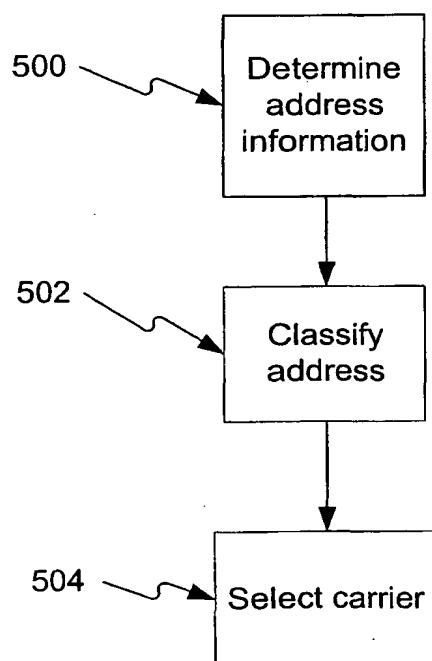 500
Determine
address
information
502
Classify
address
504
Select carrier